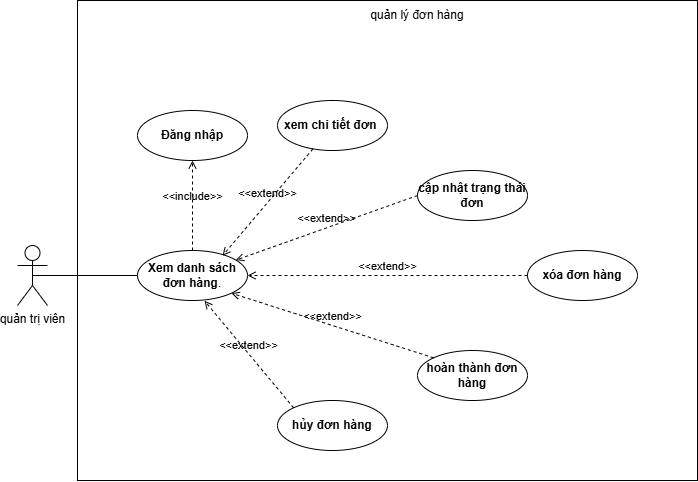 quản lý đơn hàng
xem chi tiết đơn
Đăng nhập
<<include>>
<<extend>>
cập nhật trạng thái
đơn
<<extend>>
Xem danh sách
đơn hàng.
<<extend>>
xóa đơn hàng
quản trị viên
<<extend>>
<<extend>>
hoàn thành đơn
hàng
hủy đơn hàng